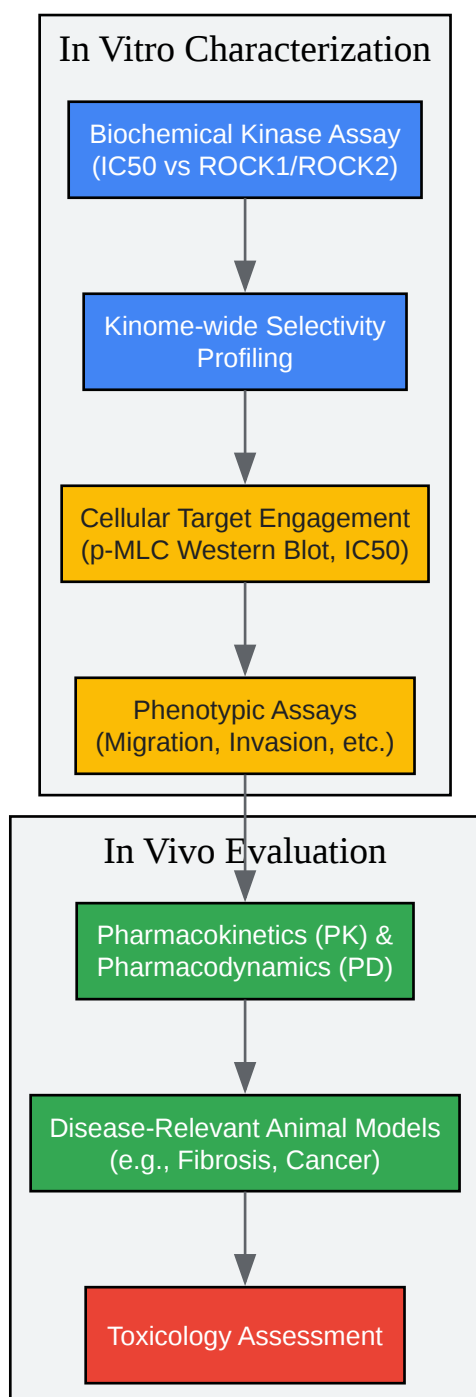 In Vitro Characterization
Biochemical Kinase Assay
(IC50 vs ROCK1/ROCK2)
Kinome-wide Selectivity
Profiling
Cellular Target Engagement
(p-MLC Western Blot, IC50)
Phenotypic Assays
(Migration, Invasion, etc.)
In Vivo Evaluation
Pharmacokinetics (PK) &
Pharmacodynamics (PD)
Disease-Relevant Animal Models
(e.g., Fibrosis, Cancer)
Toxicology Assessment